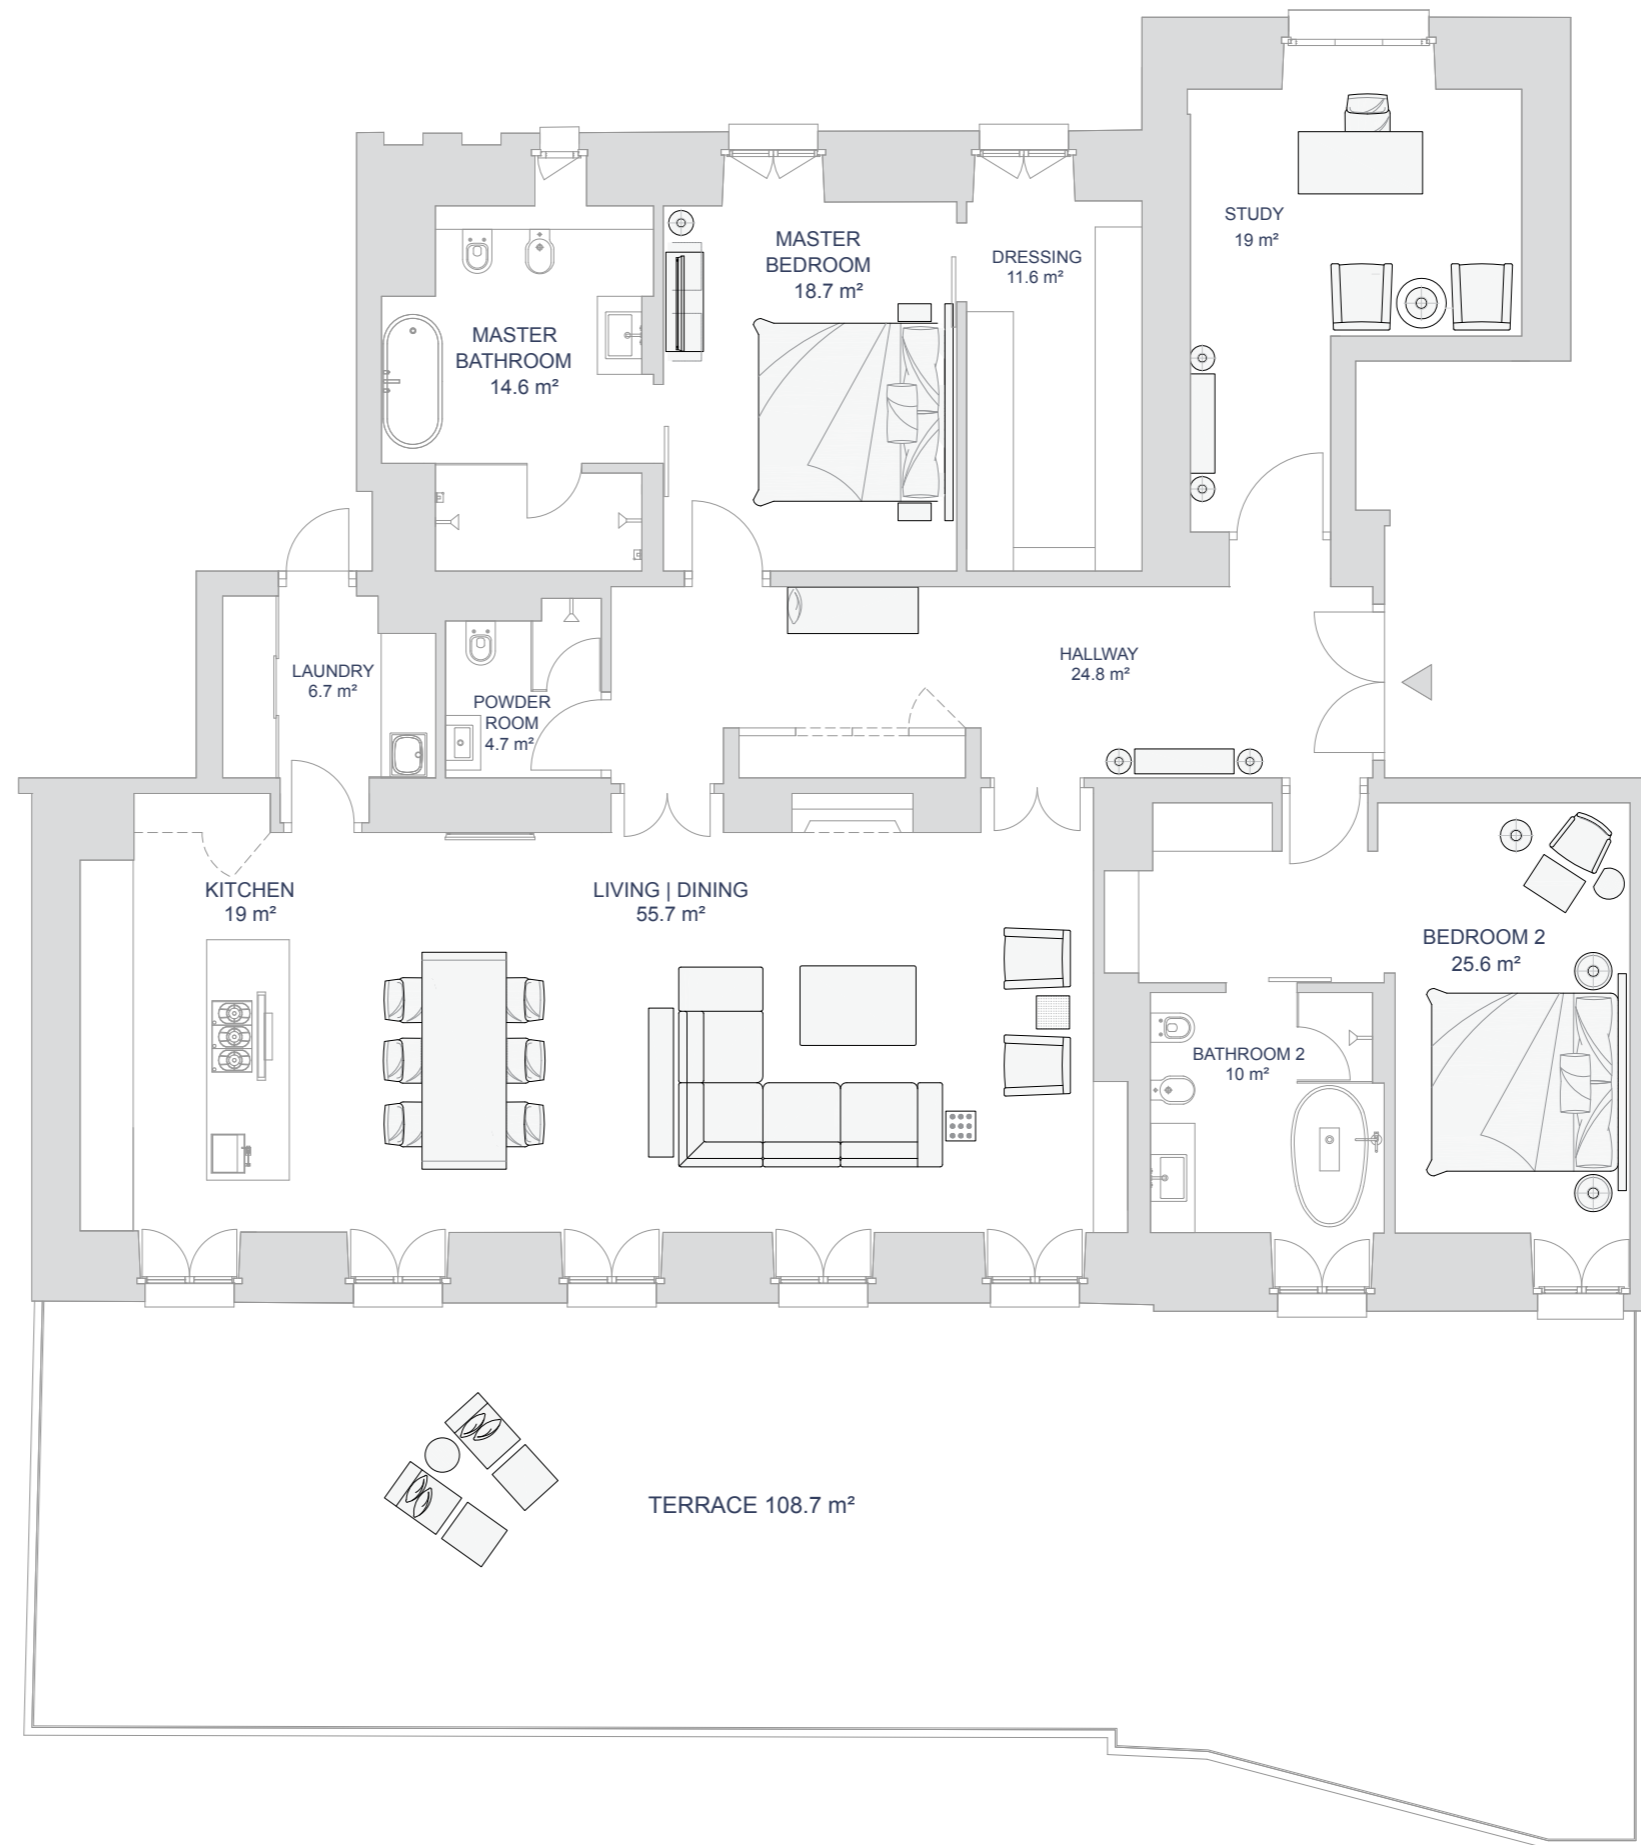 STUDY
19 m²
MASTER
BEDROOM
18.7 m²
DRESSING
11.6 m²
MASTER
BATHROOM
14.6 m²
HALLWAY
24.8 m²
LAUNDRY
6.7 m²
POWDER
ROOM
4.7 m²
KITCHEN
19 m²
LIVING | DINING
55.7 m²
BEDROOM 2
25.6 m²
BATHROOM 2
10 m²
TERRACE 108.7 m²